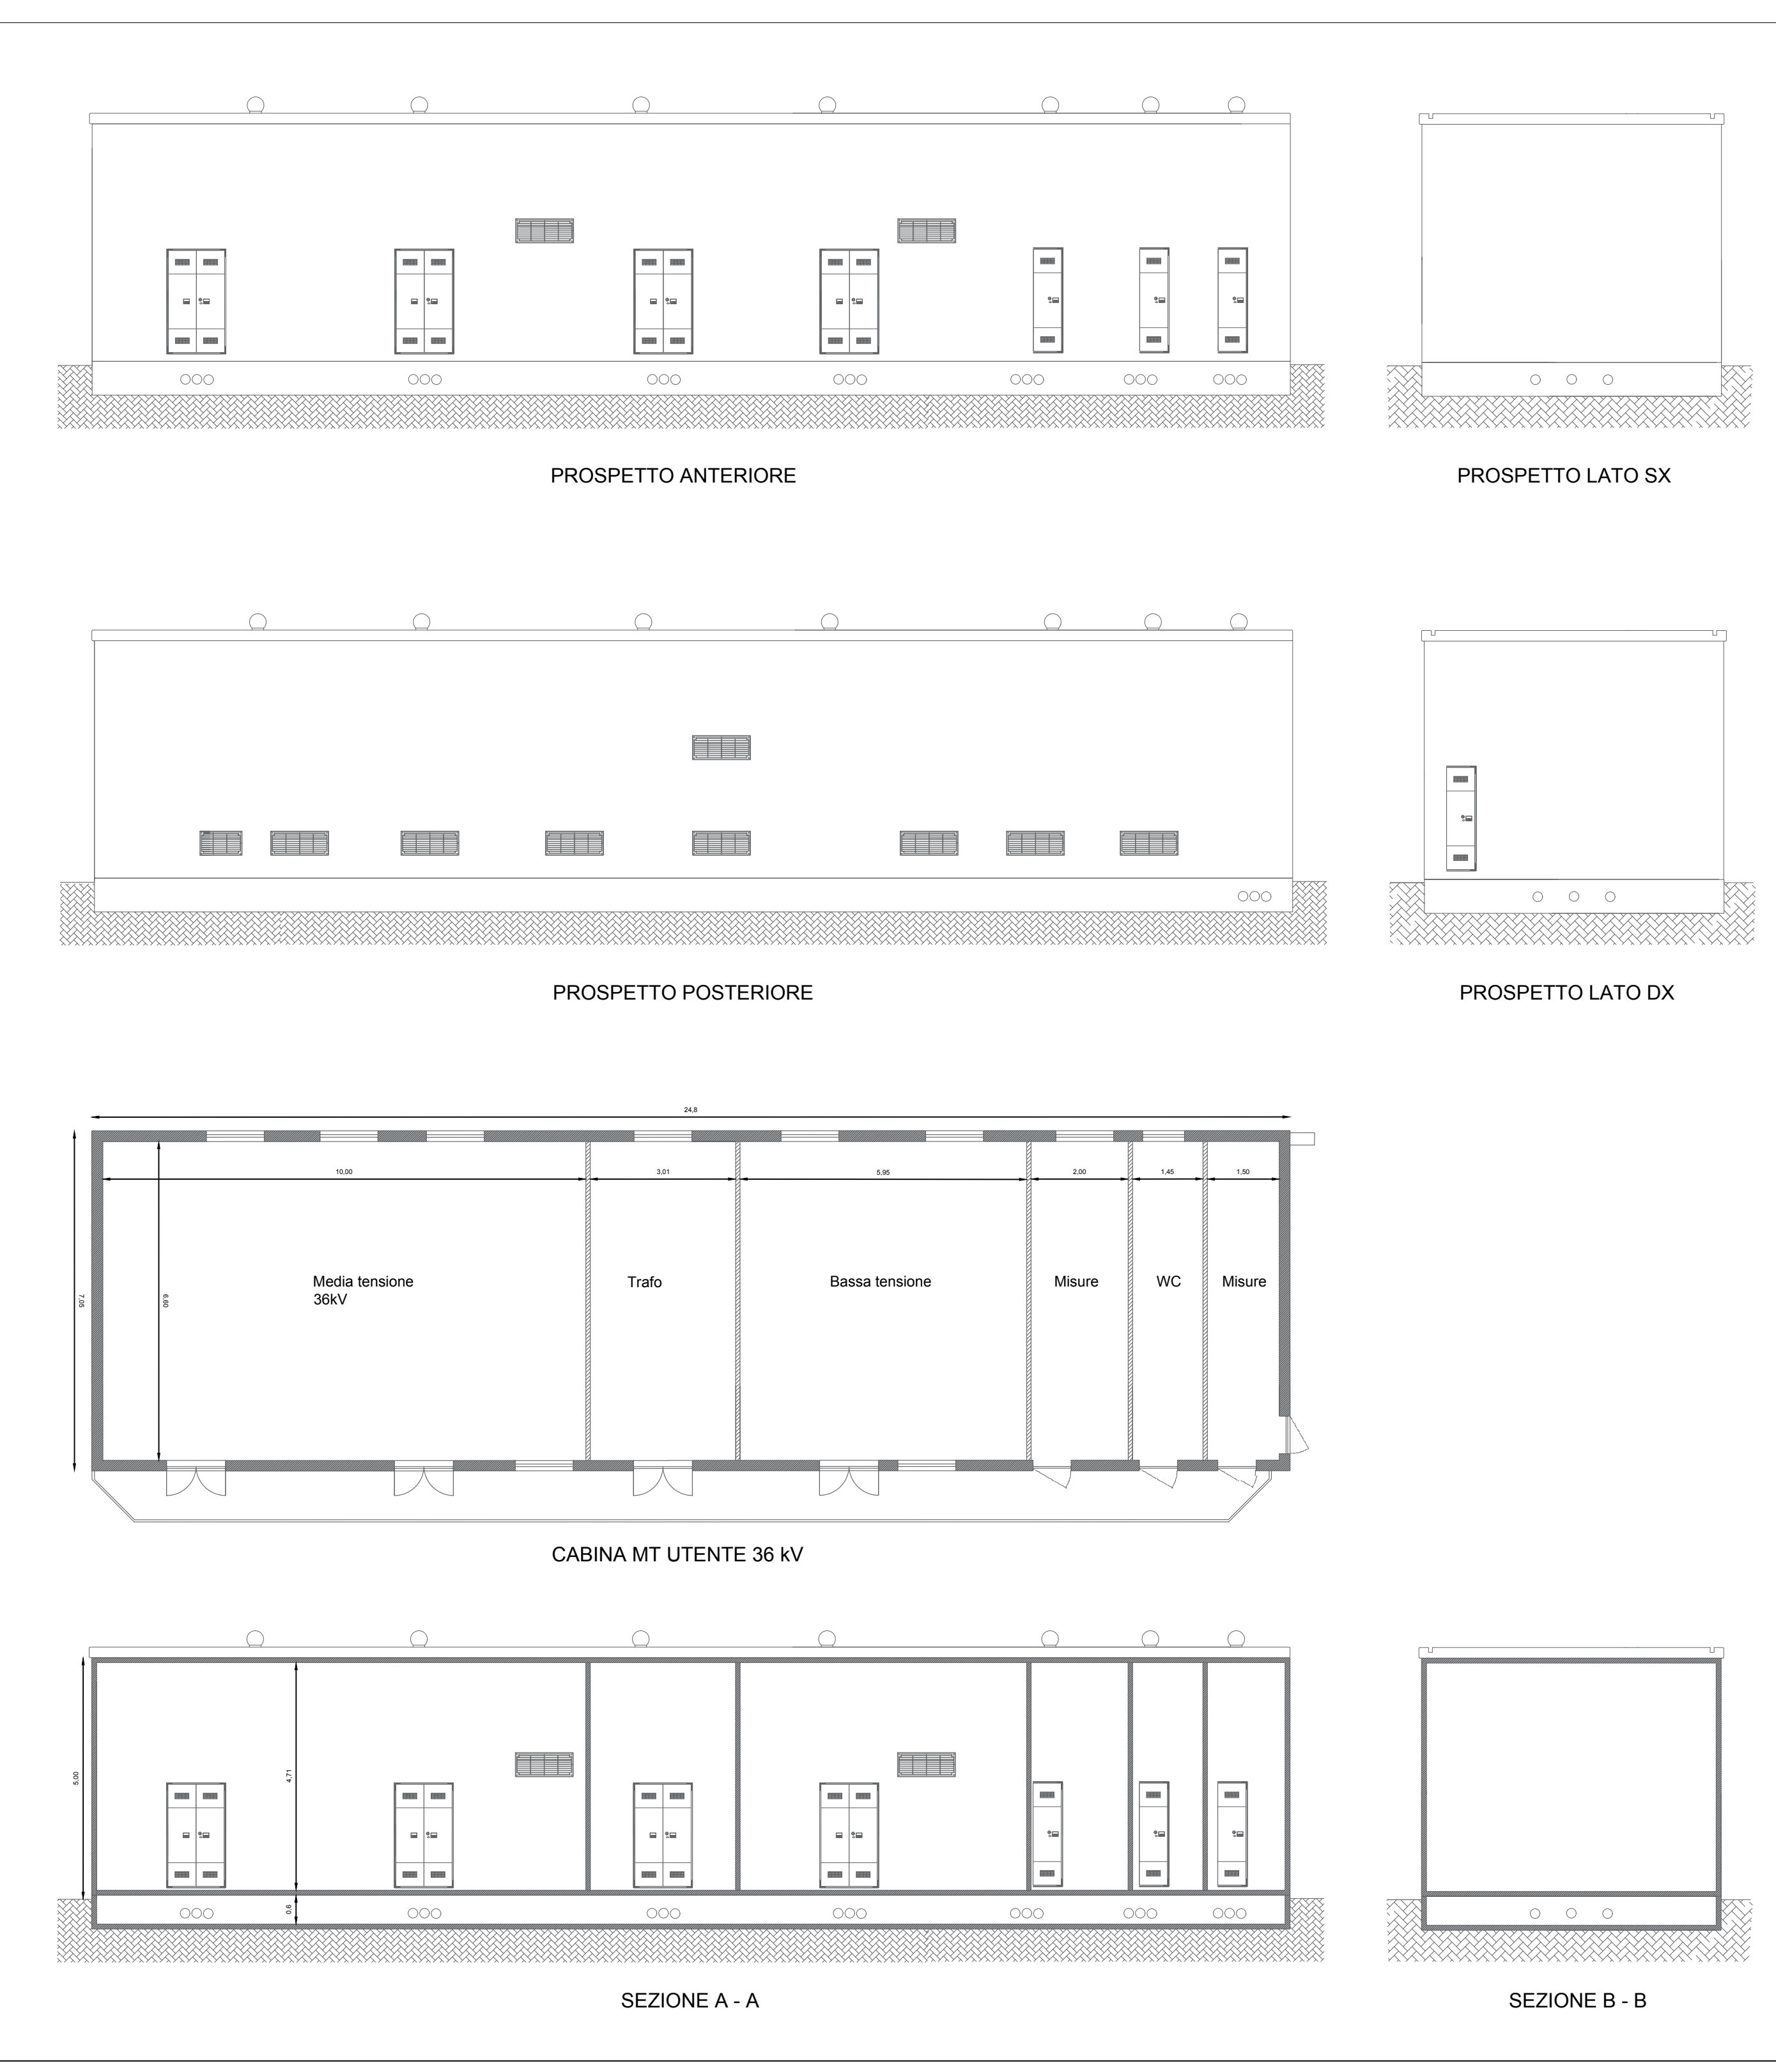 PROSPETTO ANTERIORE
PROSPETTO LATO SX
PROSPETTO POSTERIORE
PROSPETTO LATO DX
24,8
10,00
3,01
5,95
2,00
1,45
1,50
7,05
6,60
Media tensione
36kV
Trafo
Bassa tensione
Misure
WC
Misure
CABINA MT UTENTE 36 kV
5,00
4,71
0,6
SEZIONE A - A
SEZIONE B - B